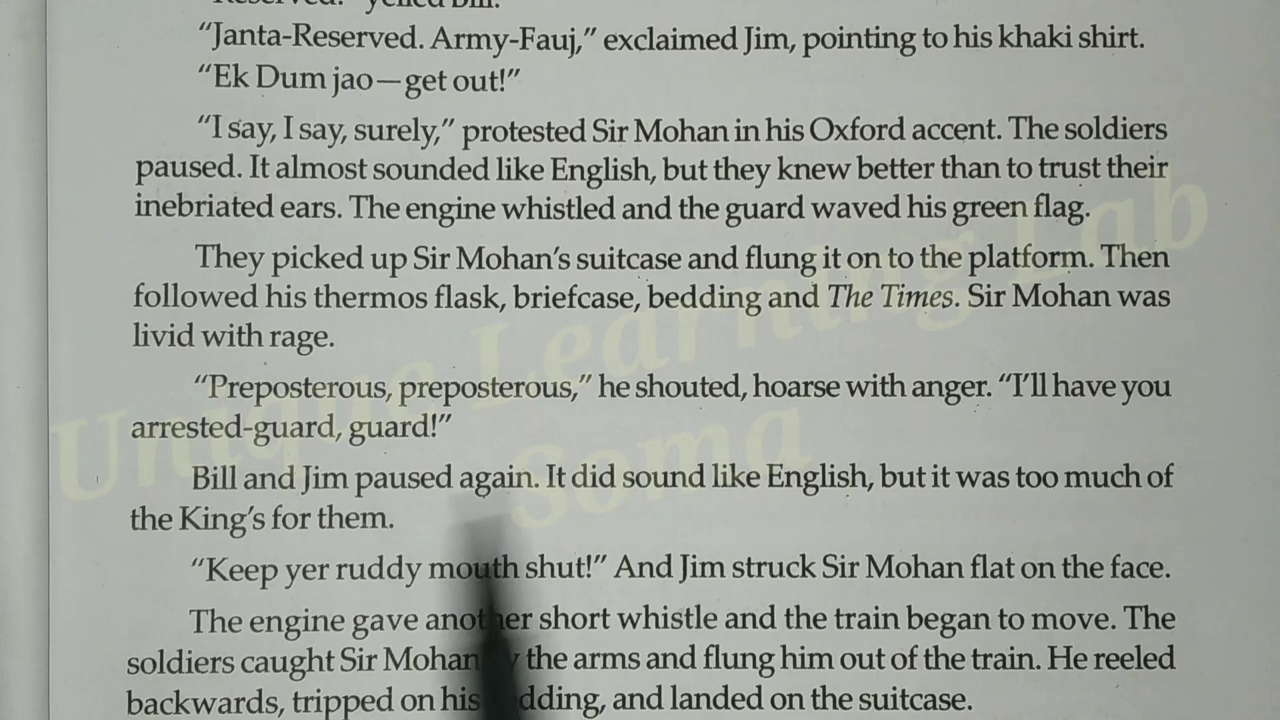 "Reserved!" yelled Bill.
"Janta-Reserved. Army-Fauj," exclaimed Jim, pointing to his khaki shirt.
"Ek Dum jao—get out!"
"I say, I say, surely," protested Sir Mohan in his Oxford accent. The soldiers
paused. It almost sounded like English, but they knew better than to trust their
inebriated ears. The engine whistled and the guard waved his green flag.
They picked up Sir Mohan's suitcase and flung it on to the platform. Then
followed his thermos flask, briefcase, bedding and The Times. Sir Mohan was
livid with rage.
"Preposterous, preposterous," he shouted, hoarse with anger. "I'll have you
arrested-guard, guard!"
Bill and Jim paused again. It did sound like English, but it was too much of
the King's for them.
"Keep yer ruddy mouth shut!" And Jim struck Sir Mohan flat on the face.
The engine gave another short whistle and the train began to move. The
soldiers caught Sir Mohan the arms and flung him out of the train. He reeled
backwards, tripped on his bedding, and landed on the suitcase.
Unique Learning Lab
Soma